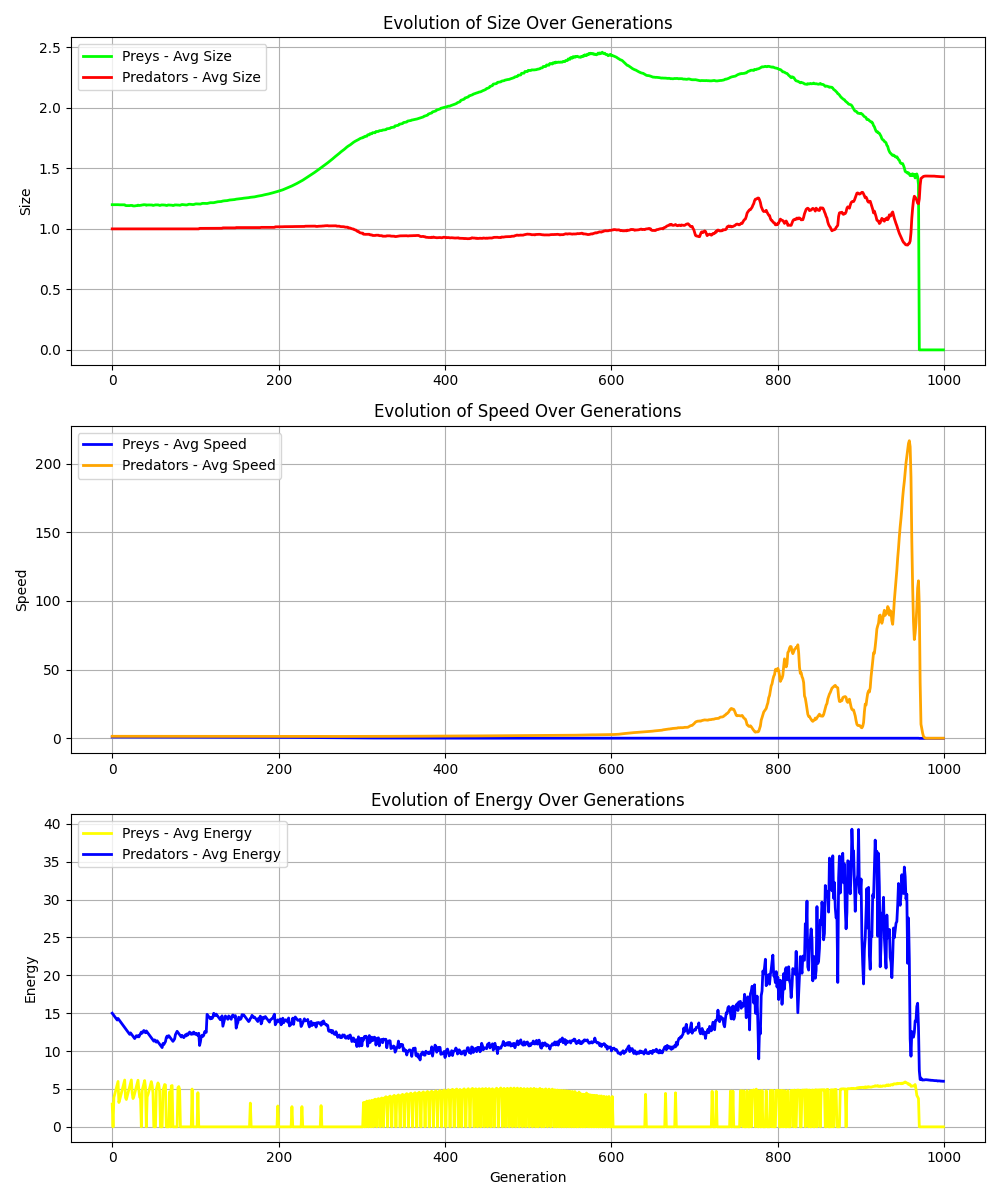 Evolution of Size Over Generations
Preys - Avg Size
Predators - Avg Size
Size
2.5
2.0
1.5
1.0
0.5
0.0
0 200 400 600 800 1000
Evolution of Speed Over Generations
Preys - Avg Speed
Predators - Avg Speed
Speed
200
150
100
50
0
0 200 400 600 800 1000
Evolution of Energy Over Generations
Preys - Avg Energy
Predators - Avg Energy
Energy
40
35
30
25
20
15
10
5
0
0 200 400 600 800 1000
Generation